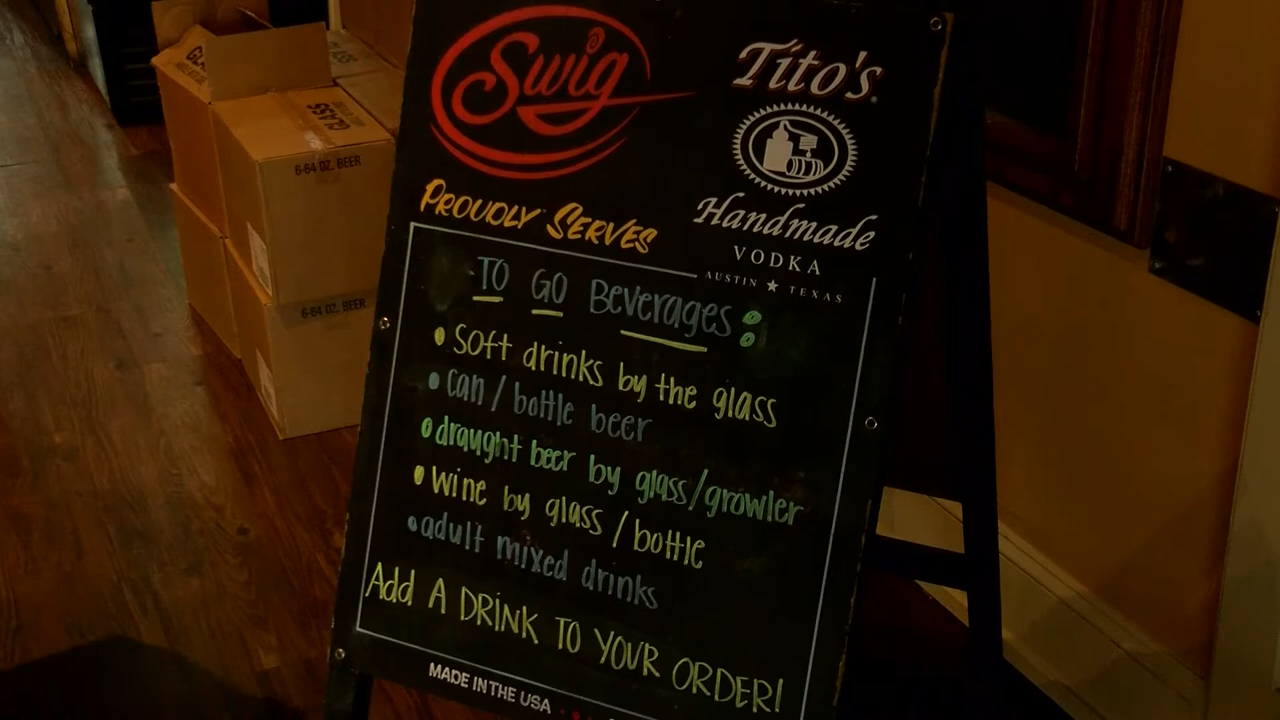 Swig
Tito's
Handmade
VODKA
AUSTIN ★ TEXAS
PROUDLY SERVES
TO GO Beverages:
• Soft drinks by the glass
• can / bottle beer
• draught beer by glass/growler
• wine by glass / bottle
• adult mixed drinks
Add A DRINK TO YOUR ORDER!
MADE IN THE USA
GLASS
6-64 OZ. BEER
6-64 OZ. BEER